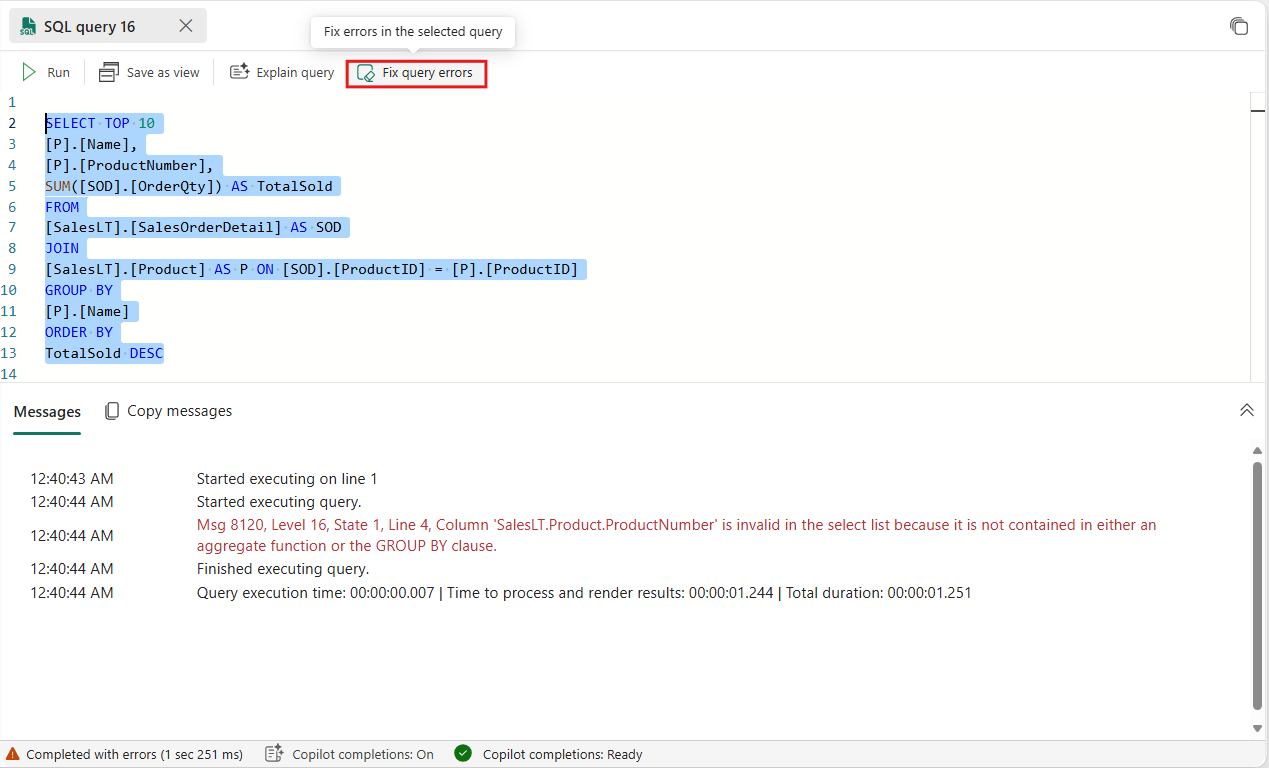 SQL query 16
Fix errors in the selected query
Run Save as view Explain query Fix query errors
1
2 SELECT TOP 10
3 [P].[Name],
4 [P].[ProductNumber],
5 SUM([SOD].[OrderQty]) AS TotalSold
6 FROM
7 [SalesLT].[SalesOrderDetail] AS SOD
8 JOIN
9 [SalesLT].[Product] AS P ON [SOD].[ProductID] = [P].[ProductID]
10 GROUP BY
11 [P].[Name]
12 ORDER BY
13 TotalSold DESC
14
Messages Copy messages
12:40:43 AM Started executing on line 1
12:40:44 AM Started executing query.
12:40:44 AM Msg 8120, Level 16, State 1, Line 4, Column 'SalesLT.Product.ProductNumber' is invalid in the select list because it is not contained in either an
aggregate function or the GROUP BY clause.
12:40:44 AM Finished executing query.
12:40:44 AM Query execution time: 00:00:00.007 | Time to process and render results: 00:00:01.244 | Total duration: 00:00:01.251
Completed with errors (1 sec 251 ms) Copilot completions: On Copilot completions: Ready